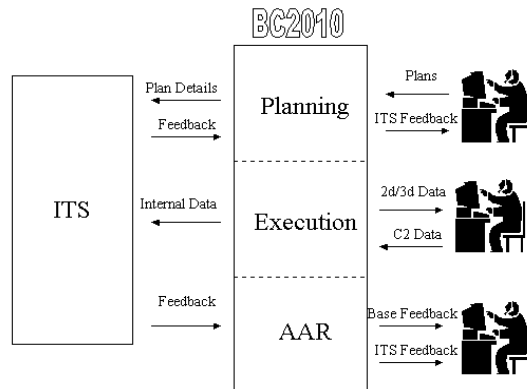 BC2010
Plan Details
Plans
Planning
Feedback
ITS Feedback
ITS
Internal Data
2d/3d Data
Execution
C2 Data
Feedback
Base Feedback
AAR
ITS Feedback